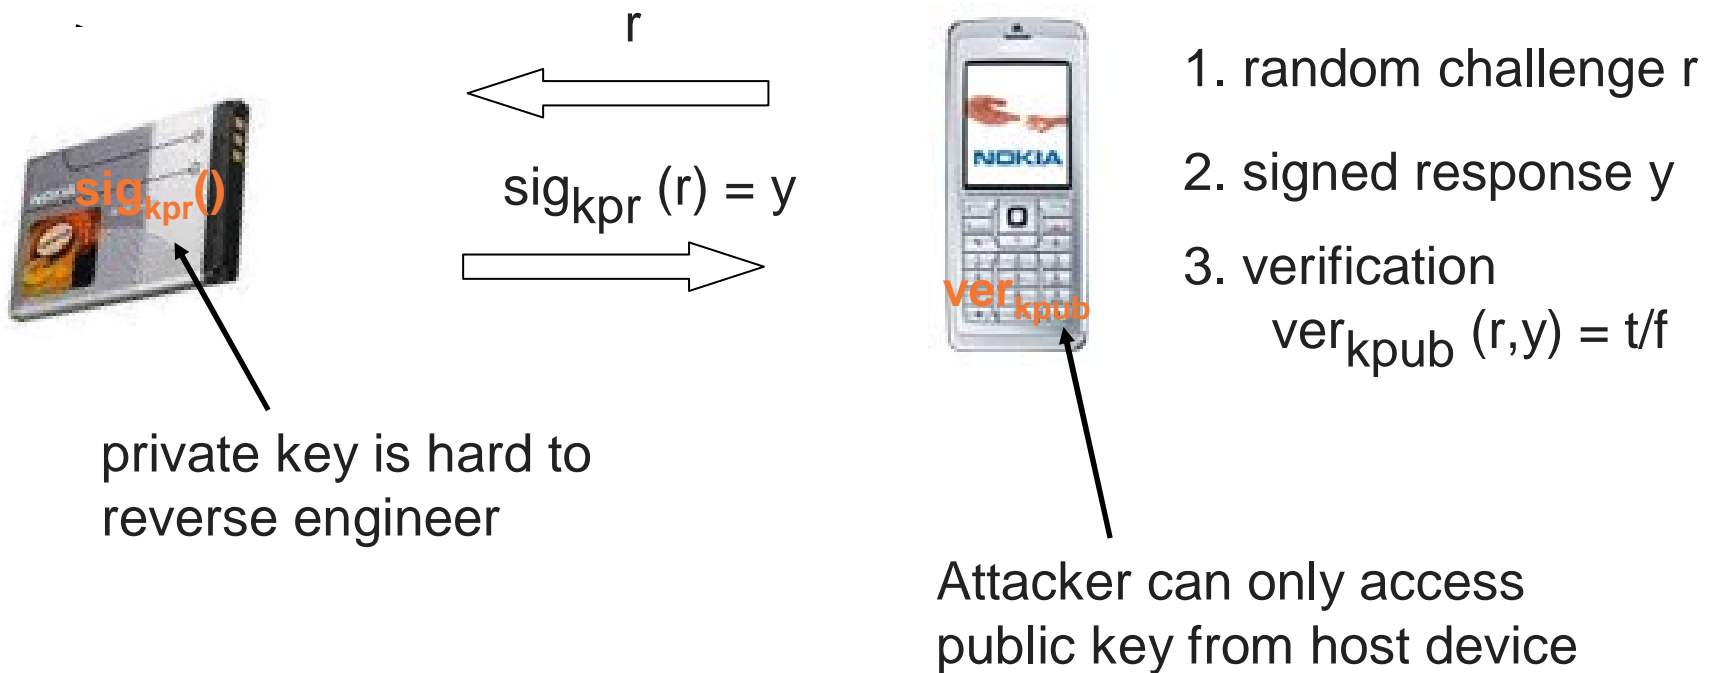 r
1. random challenge r
sigkpr (r) = y
2. signed response y
sigkpr()
NOKIA
3. verification
verkpub (r,y) = t/f
verkpub
private key is hard to
reverse engineer
Attacker can only access
public key from host device